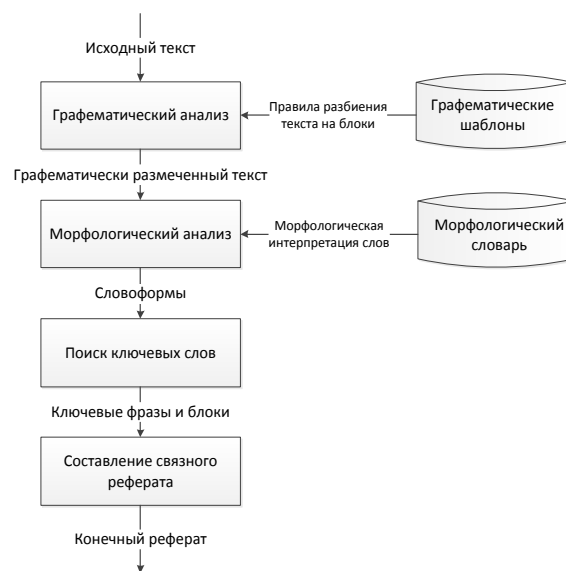 Исходный текст
Графематический анализ
Правила разбиения
текста на блоки
Графематические
шаблоны
Графематически размеченный текст
Морфологический анализ
Морфологическая
интерпретация слов
Морфологический
словарь
Словоформы
Поиск ключевых слов
Ключевые фразы и блоки
Составление связного
реферата
Конечный реферат